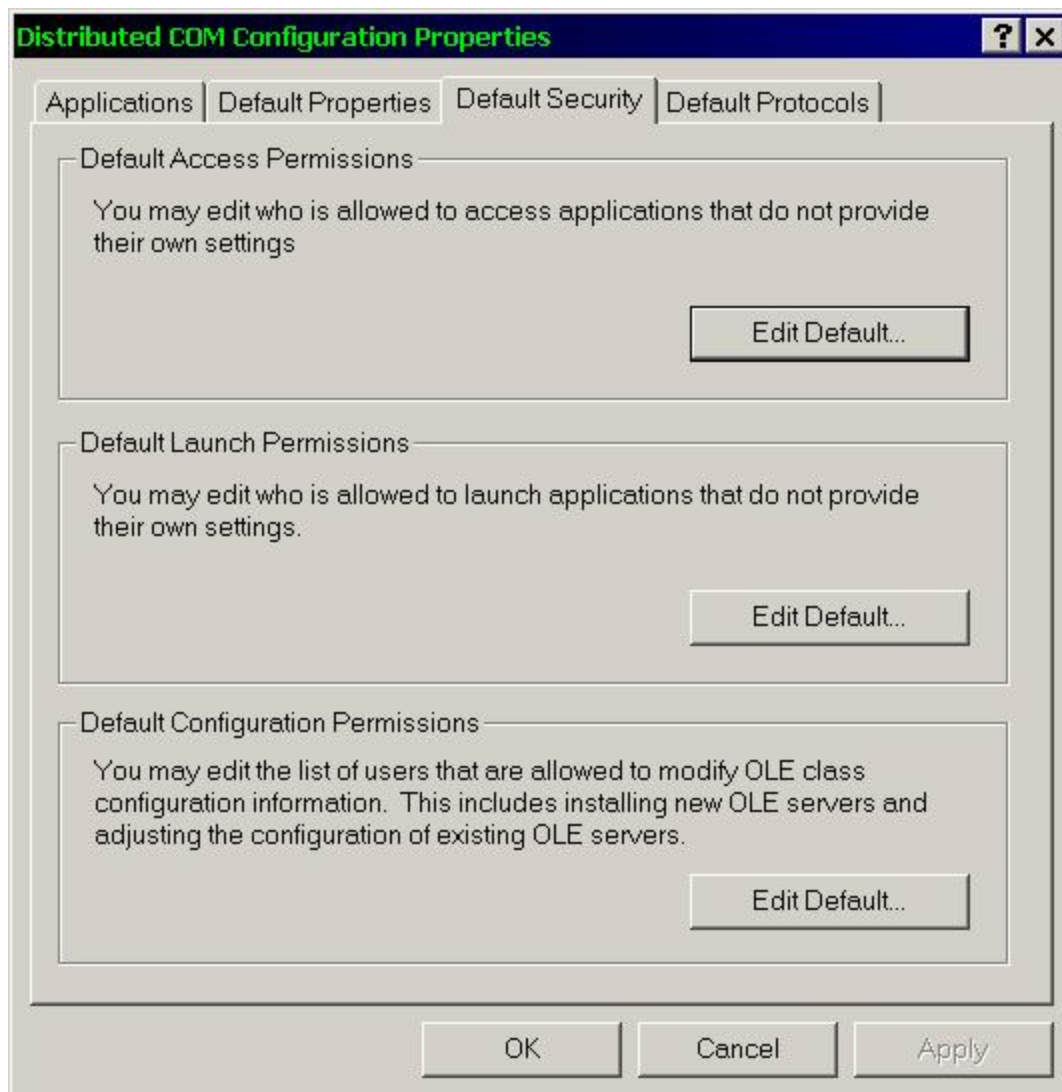 Distributed COM Configuration Properties
Applications
Default Properties
Default Security
Default Protocols
Default Access Permissions
You may edit who is allowed to access applications that do not provide
their own settings
Edit Default...
Default Launch Permissions
You may edit who is allowed to launch applications that do not provide
their own settings.
Edit Default...
Default Configuration Permissions
You may edit the list of users that are allowed to modify OLE class
configuration information.  This includes installing new OLE servers and
adjusting the configuration of existing OLE servers.
Edit Default...
OK
Cancel
Apply